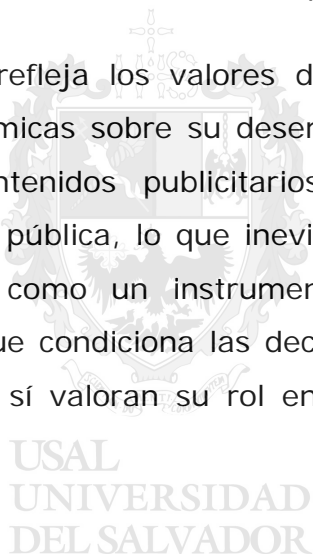 refleja los valores d
micas sobre su deser
ntenidos publicitarios
pública, lo que inevi
como un instrumen
ue condiciona las dec
sí valoran su rol en
USAL
UNIVERSIDAD
DEL SALVADOR